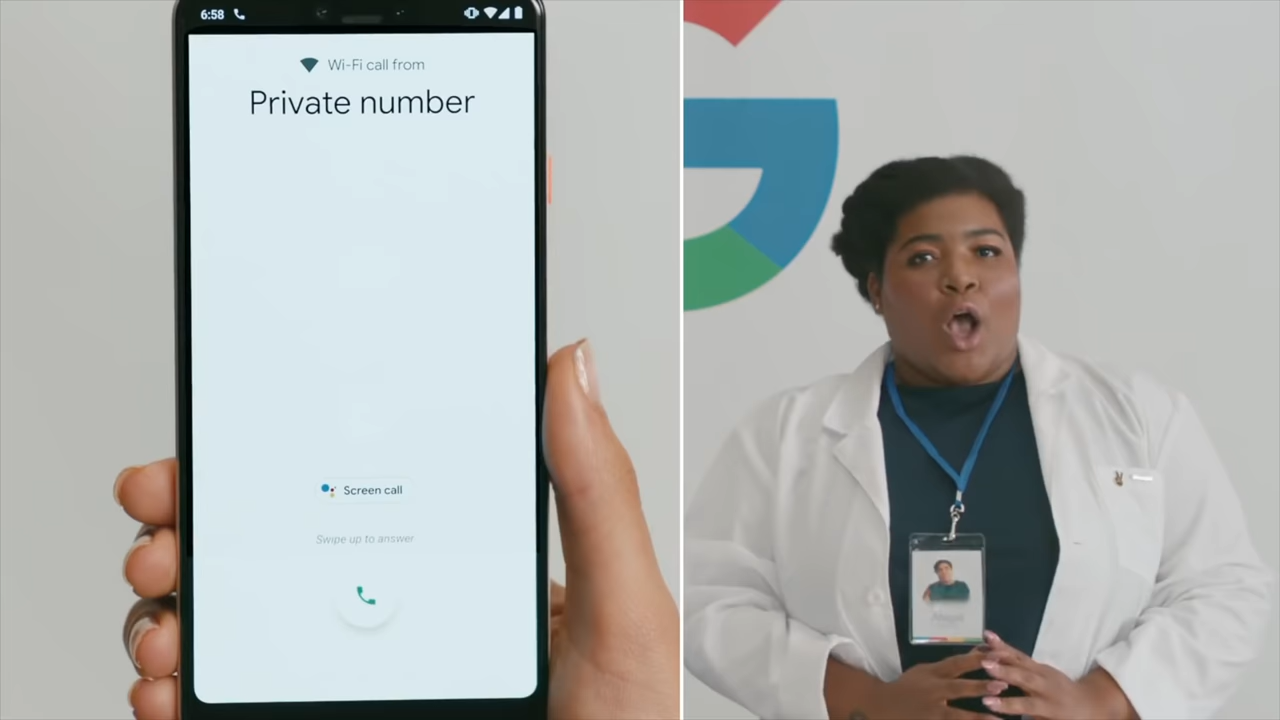 6:58
Wi-Fi call from
Private number
Screen call
Swipe up to answer